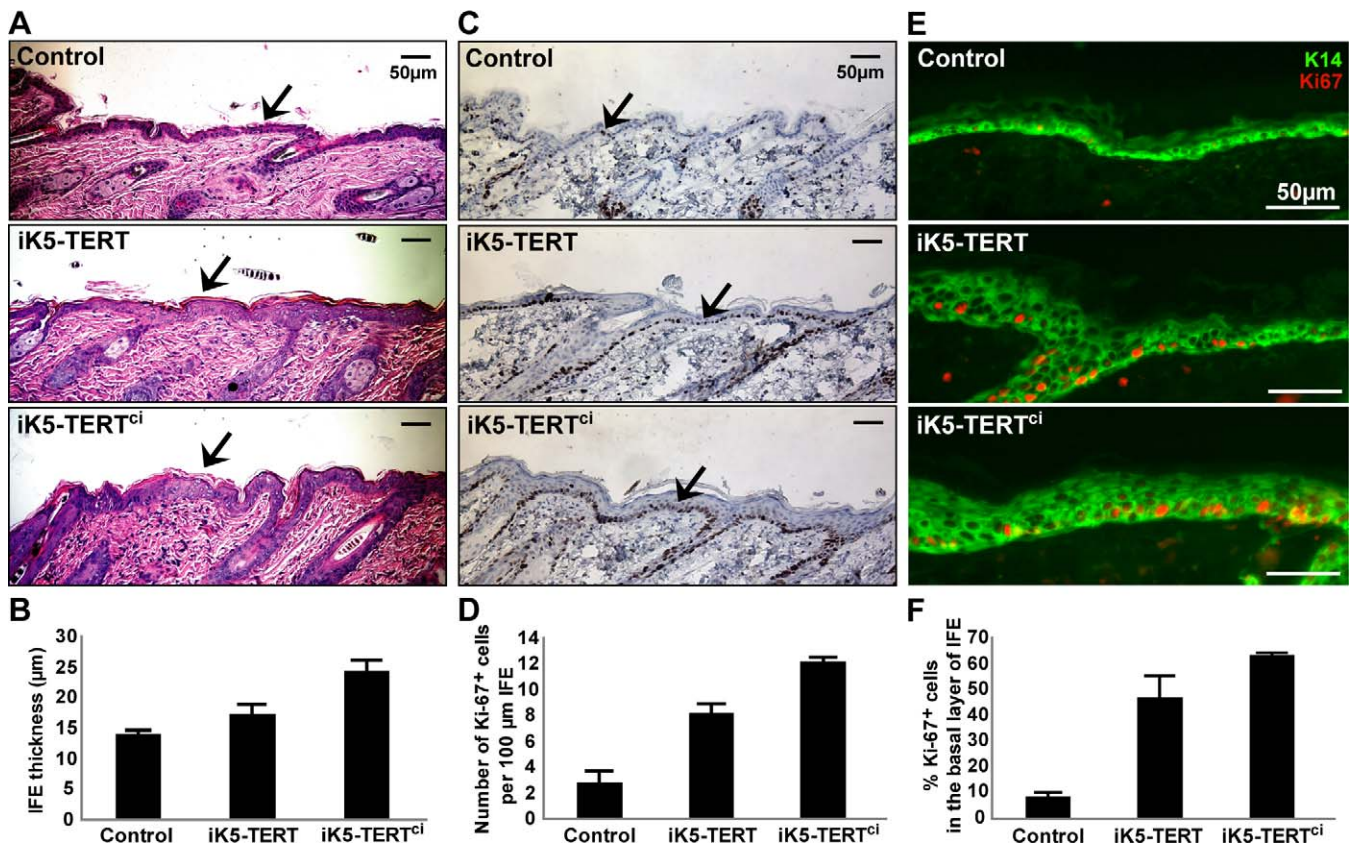 A
Control
50µm
iK5-TERT
iK5-TERTci
B
IFE thickness (µm)
30
25
20
15
10
5
0
Control
iK5-TERT
iK5-TERTci
C
Control
50µm
iK5-TERT
iK5-TERTci
D
Number of Ki-67+ cells
per 100 µm IFE
14
12
10
8
6
4
2
0
Control
iK5-TERT
iK5-TERTci
E
Control
K14
Ki67
50µm
iK5-TERT
iK5-TERTci
F
% Ki-67+ cells
in the basal layer of IFE
70
60
50
40
30
20
10
0
Control
iK5-TERT
iK5-TERTci